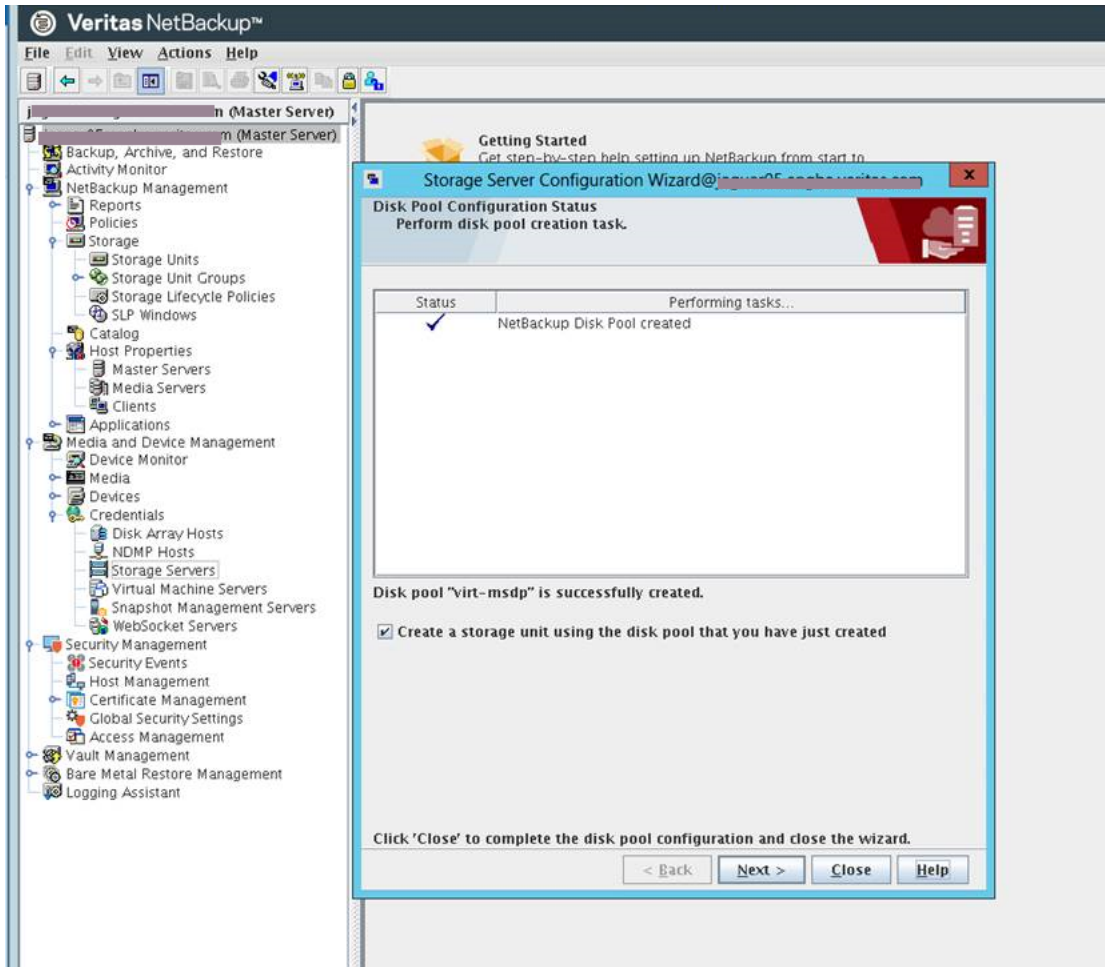 Veritas NetBackup™
File Edit View Actions Help
n (Master Server)
m (Master Server)
Backup, Archive, and Restore
Activity Monitor
NetBackup Management
Reports
Policies
Storage
Storage Units
Storage Unit Groups
Storage Lifecycle Policies
SLP Windows
Catalog
Host Properties
Master Servers
Media Servers
Clients
Applications
Media and Device Management
Device Monitor
Media
Devices
Credentials
Disk Array Hosts
NDMP Hosts
Storage Servers
Virtual Machine Servers
Snapshot Management Servers
WebSocket Servers
Security Management
Security Events
Host Management
Certificate Management
Global Security Settings
Access Management
Vault Management
Bare Metal Restore Management
Logging Assistant
Getting Started
Get step-by-step help setting up NetBackup from start to
Storage Server Configuration Wizard@
Disk Pool Configuration Status
Perform disk pool creation task.
Status Performing tasks...
NetBackup Disk Pool created
Disk pool "virt-msdp" is successfully created.
Create a storage unit using the disk pool that you have just created
Click 'Close' to complete the disk pool configuration and close the wizard.
< Back Next > Close Help